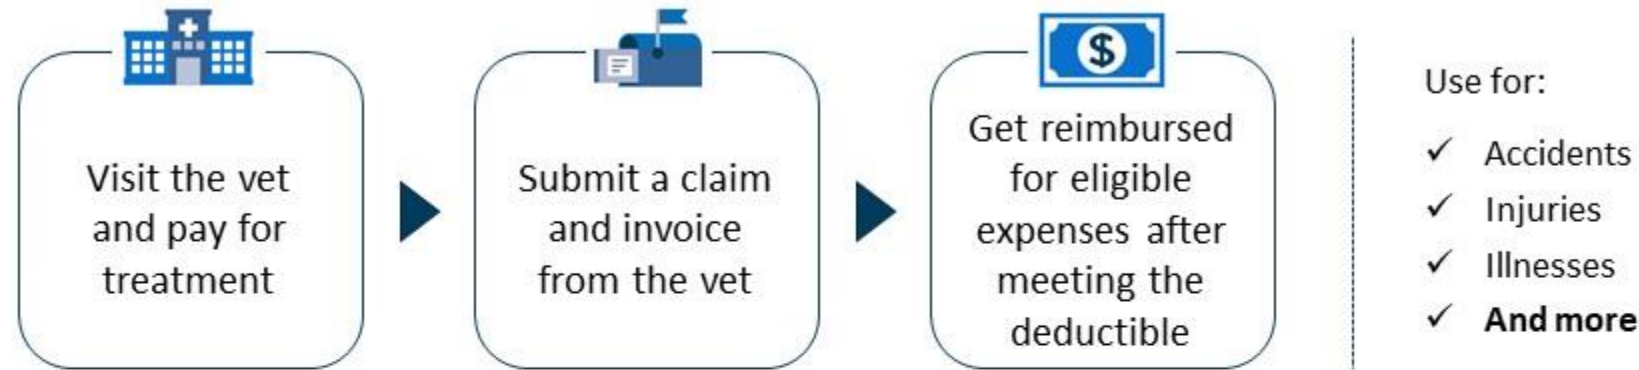 Visit the vet
and pay for
treatment
Submit a claim
and invoice
from the vet
$
Get reimbursed
for eligible
expenses after
meeting the
deductible
Use for:
✓ Accidents
✓ Injuries
✓ Illnesses
✓ And more